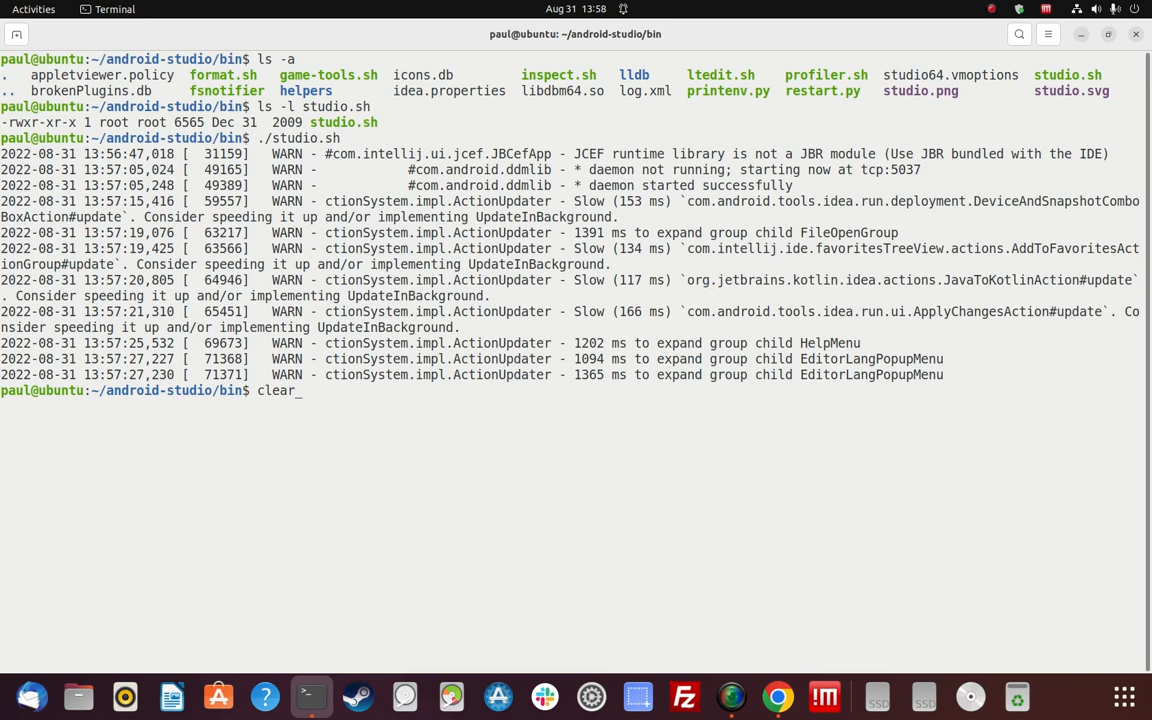 Activities Terminal Aug 31 13:58
paul@ubuntu: ~/android-studio/bin
paul@ubuntu:~/android-studio/bin$ ls -a
. appletviewer.policy format.sh game-tools.sh icons.db inspect.sh lldb ltedit.sh profiler.sh studio64.vmoptions studio.sh
.. brokenPlugins.db fsnotifier helpers idea.properties libdbm64.so log.xml printenv.py restart.py studio.png studio.svg
paul@ubuntu:~/android-studio/bin$ ls -l studio.sh
-rwxr-xr-x 1 root root 6565 Dec 31  2009 studio.sh
paul@ubuntu:~/android-studio/bin$ ./studio.sh
2022-08-31 13:56:47,018 [  31159]   WARN - #com.intellij.ui.jcef.JBCefApp - JCEF runtime library is not a JBR module (Use JBR bundled with the IDE)
2022-08-31 13:57:05,024 [  49165]   WARN -            #com.android.ddmlib - * daemon not running; starting now at tcp:5037
2022-08-31 13:57:05,248 [  49389]   WARN -            #com.android.ddmlib - * daemon started successfully
2022-08-31 13:57:15,416 [  59557]   WARN - ctionSystem.impl.ActionUpdater - Slow (153 ms) `com.android.tools.idea.run.deployment.DeviceAndSnapshotCombo
BoxAction#update`. Consider speeding it up and/or implementing UpdateInBackground.
2022-08-31 13:57:19,076 [  63217]   WARN - ctionSystem.impl.ActionUpdater - 1391 ms to expand group child FileOpenGroup
2022-08-31 13:57:19,425 [  63566]   WARN - ctionSystem.impl.ActionUpdater - Slow (134 ms) `com.intellij.ide.favoritesTreeView.actions.AddToFavoritesAct
ionGroup#update`. Consider speeding it up and/or implementing UpdateInBackground.
2022-08-31 13:57:20,805 [  64946]   WARN - ctionSystem.impl.ActionUpdater - Slow (117 ms) `org.jetbrains.kotlin.idea.actions.JavaToKotlinAction#update`
. Consider speeding it up and/or implementing UpdateInBackground.
2022-08-31 13:57:21,310 [  65451]   WARN - ctionSystem.impl.ActionUpdater - Slow (166 ms) `com.android.tools.idea.run.ui.ApplyChangesAction#update`. Co
nsider speeding it up and/or implementing UpdateInBackground.
2022-08-31 13:57:25,532 [  69673]   WARN - ctionSystem.impl.ActionUpdater - 1202 ms to expand group child HelpMenu
2022-08-31 13:57:27,227 [  71368]   WARN - ctionSystem.impl.ActionUpdater - 1094 ms to expand group child EditorLangPopupMenu
2022-08-31 13:57:27,230 [  71371]   WARN - ctionSystem.impl.ActionUpdater - 1365 ms to expand group child EditorLangPopupMenu
paul@ubuntu:~/android-studio/bin$ clear_
>_ A ? A Fz !M SSD SSD